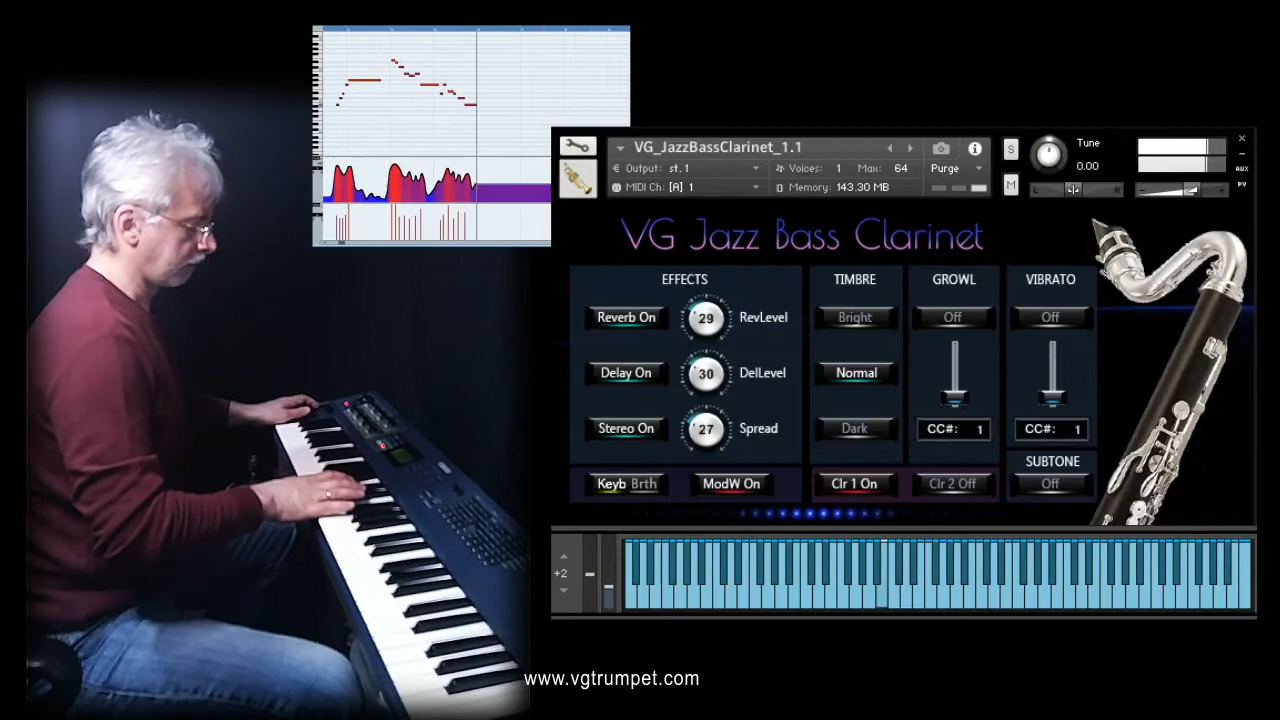 VG_JazzBassClarinet_1.1
Output: st.1 Voices: 1 Max: 64 Purge
MIDI Ch: [A] 1 Memory: 143.30 MB
S
M
Tune
0.00
L R
AUX
PV
VG Jazz Bass Clarinet
EFFECTS TIMBRE GROWL VIBRATO
Reverb On 29 RevLevel Bright Off Off
Delay On 30 DelLevel Normal
Stereo On 27 Spread Dark CC#: 1 CC#: 1
SUBTONE
Keyb Brth ModW On Clr 1 On Clr 2 Off Off
+2
www.vgtrumpet.com